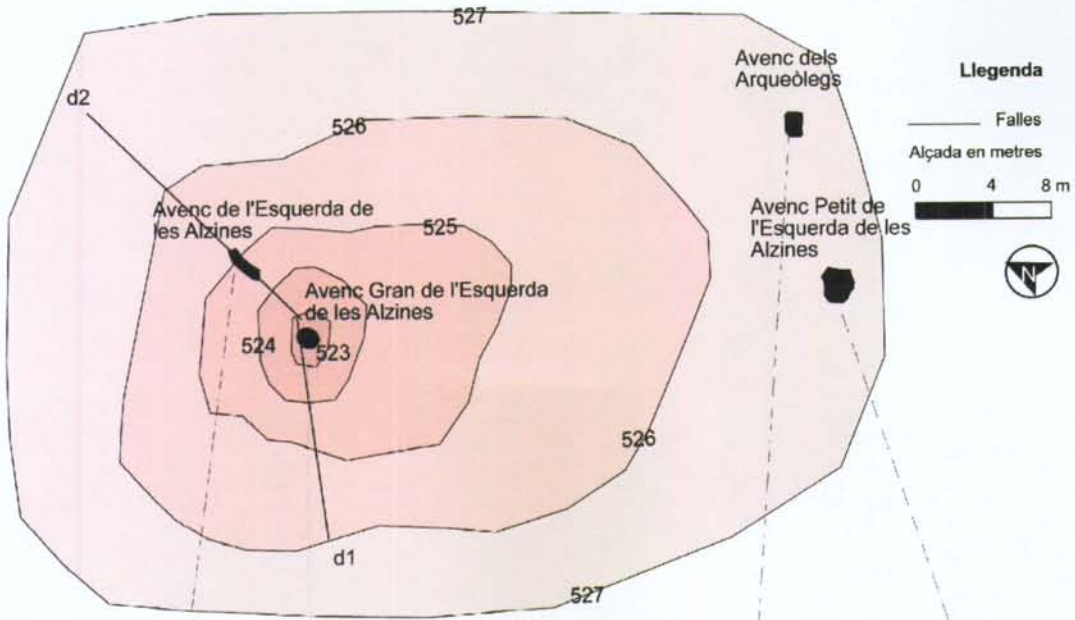 527
Avenc dels
Arqueòlegs
Llegenda
d2
Falles
526
Alçada en metres
0 4 8 m
Avenc de l'Esquerda de
les Alzines
525
Avenc Petit de
l'Esquerda de les
Alzines
N
Avenc Gran de l'Esquerda
de les Alzines
524
523
526
d1
527